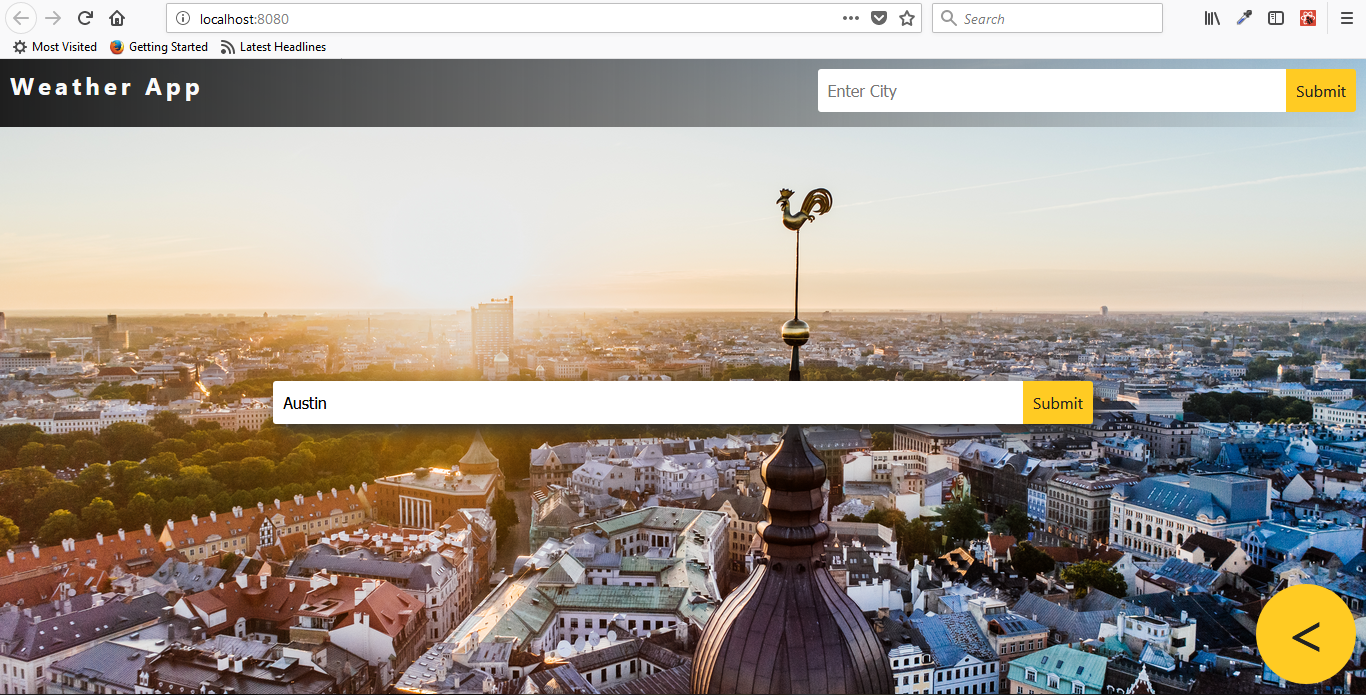 localhost:8080
Search
Most Visited Getting Started Latest Headlines
Weather App
Enter City Submit
Austin Submit
<